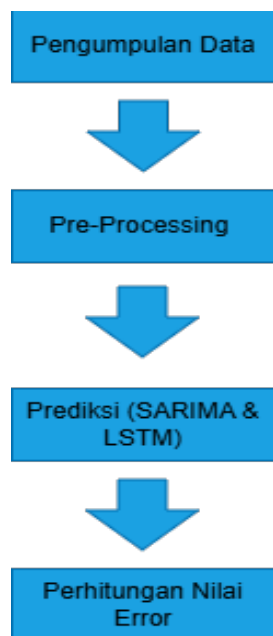 Pengumpulan Data
Pre-Processing
Prediksi (SARIMA &
LSTM)
Perhitungan Nilai
Error